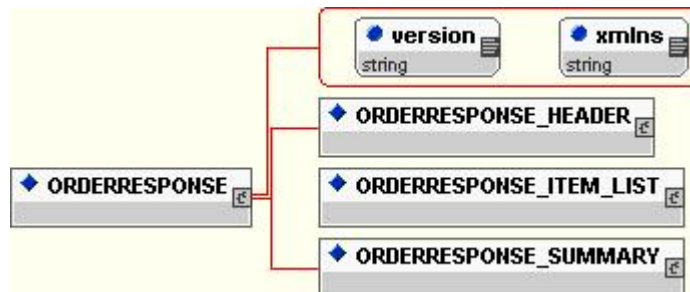 version xmlns
string string
ORDERRESPONSE_HEADER
ORDERRESPONSE
ORDERRESPONSE_ITEM_LIST
ORDERRESPONSE_SUMMARY